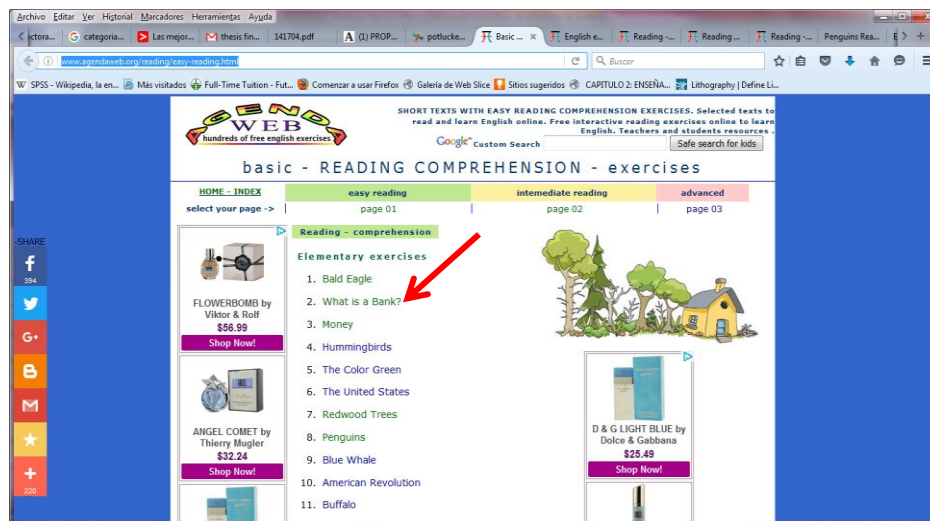 Archivo Editar Ver Historial Marcadores Herramientas Ayuda
ctora...
categoria...
Las mejor...
thesis fin...
141704.pdf
(1) PROP...
potlucke...
Basic ...
English e...
Reading -...
Reading ...
Reading -...
Penguins Rea...
www.agendaweb.org/reading/easy-reading.html
Buscar
SPSS - Wikipedia, la en...
Más visitados
Full-Time Tuition - Fut...
Comenzar a usar Firefox
Galería de Web Slice
Sitios sugeridos
CAPITULO 2: ENSEÑA...
Lithography | Define Li...
WEB
hundreds of free english exercises
SHORT TEXTS WITH EASY READING COMPREHENSION EXERCISES. Selected texts to
read and learn English online. Free interactive reading exercises online to learn
English. Teachers and students resources .
Google™ Custom Search
Safe search for kids
basic - READING COMPREHENSION - exercises
HOME - INDEX
easy reading
intemediate reading
advanced
select your page ->
page 01
page 02
page 03
Reading - comprehension
-SHARE
394
220
Elementary exercises
1. Bald Eagle
2. What is a Bank?
3. Money
4. Hummingbirds
5. The Color Green
6. The United States
7. Redwood Trees
8. Penguins
9. Blue Whale
10. American Revolution
11. Buffalo
FLOWERBOMB by
Viktor & Rolf
$56.99
Shop Now!
ANGEL COMET by
Thierry Mugler
$32.24
Shop Now!
D & G LIGHT BLUE by
Dolce & Gabbana
$25.49
Shop Now!